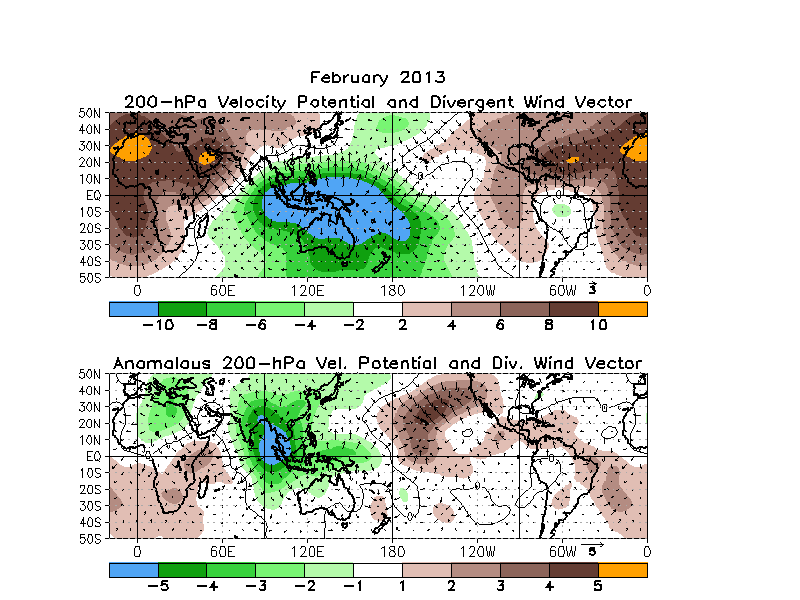 February 2013
200-hPa Velocity Potential and Divergent Wind Vector
50N
40N
30N
20N
10N
EQ
10S
20S
30S
40S
50S
0 60E 120E 180 120W 60W 3 0
-10 -8 -6 -4 -2 2 4 6 8 10
Anomalous 200-hPa Vel. Potential and Div. Wind Vector
50N
40N
30N
20N
10N
EQ
10S
20S
30S
40S
50S
0 60E 120E 180 120W 60W 5 0
-5 -4 -3 -2 -1 1 2 3 4 5